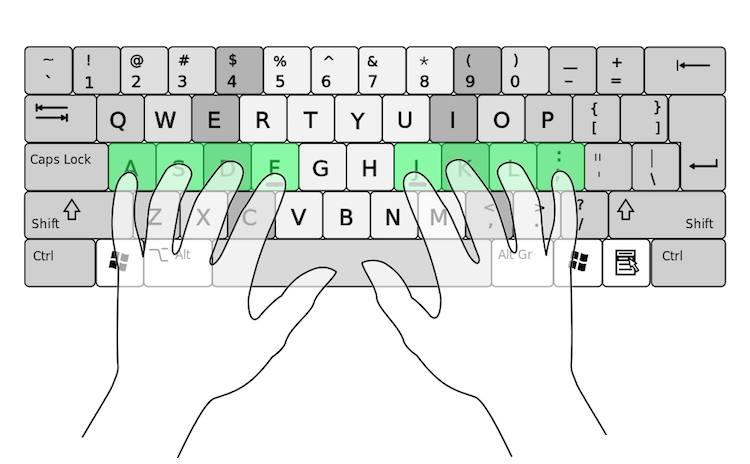 ~ ! @ # $ % ^ & * ( ) _ +
` 1 2 3 4 5 6 7 8 9 0 - =
Q W E R T Y U I O P { }
[ ]
Caps Lock A S D F G H J K L : " |
; ' \
Shift Z X C V B N M < > ? Shift
, . /
Ctrl Alt Alt Gr Ctrl